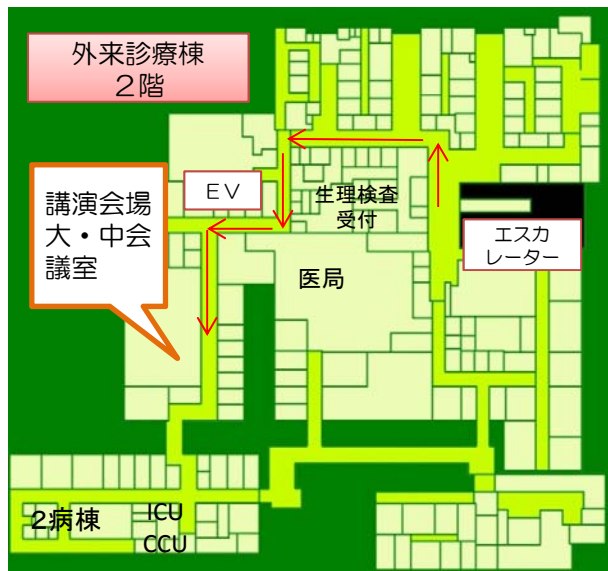 外来診療棟
２階
講演会場
大・中会
議室
ＥＶ
生理検査
受付
エスカ
レーター
医局
2病棟
ICU
CCU